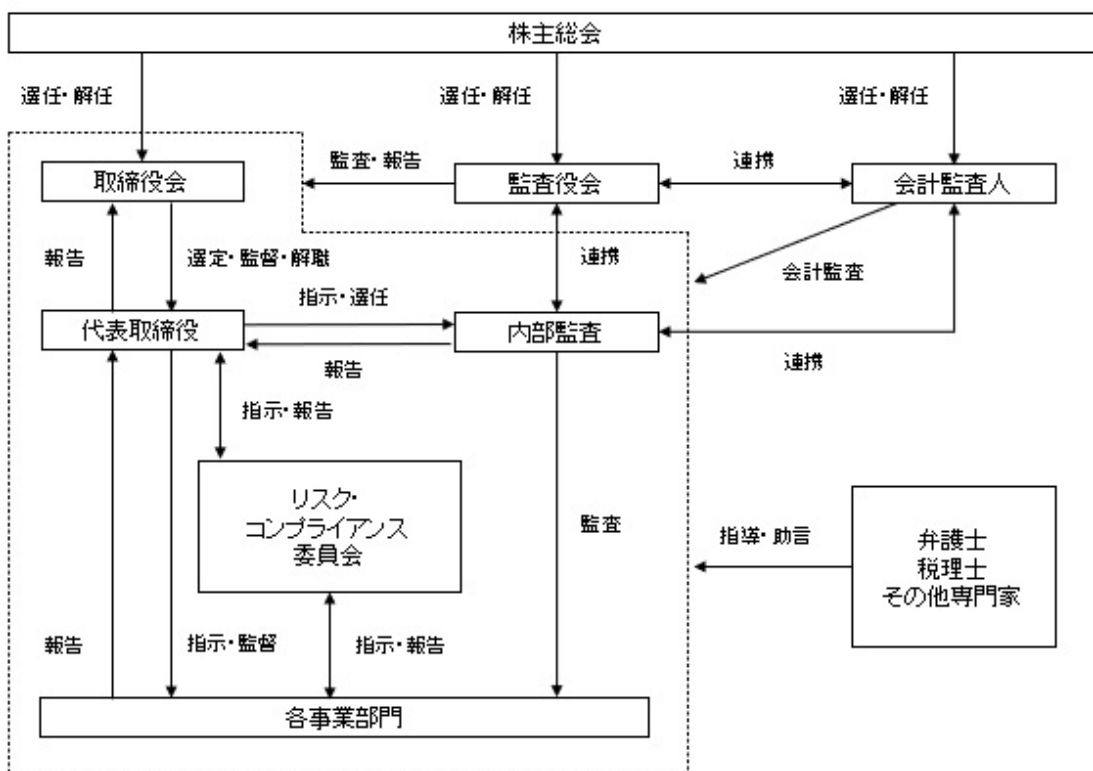 株主総会
選任・解任
選任・解任
選任・解任
取締役会
監査・報告
監査役会
連携
会計監査人
報告
選定・監督・解職
連携
会計監査
指示・選任
代表取締役
内部監査
報告
連携
指示・報告
リスク・
コンプライアンス
委員会
監査
指導・助言
弁護士
税理士
その他専門家
報告
指示・監督
指示・報告
各事業部門